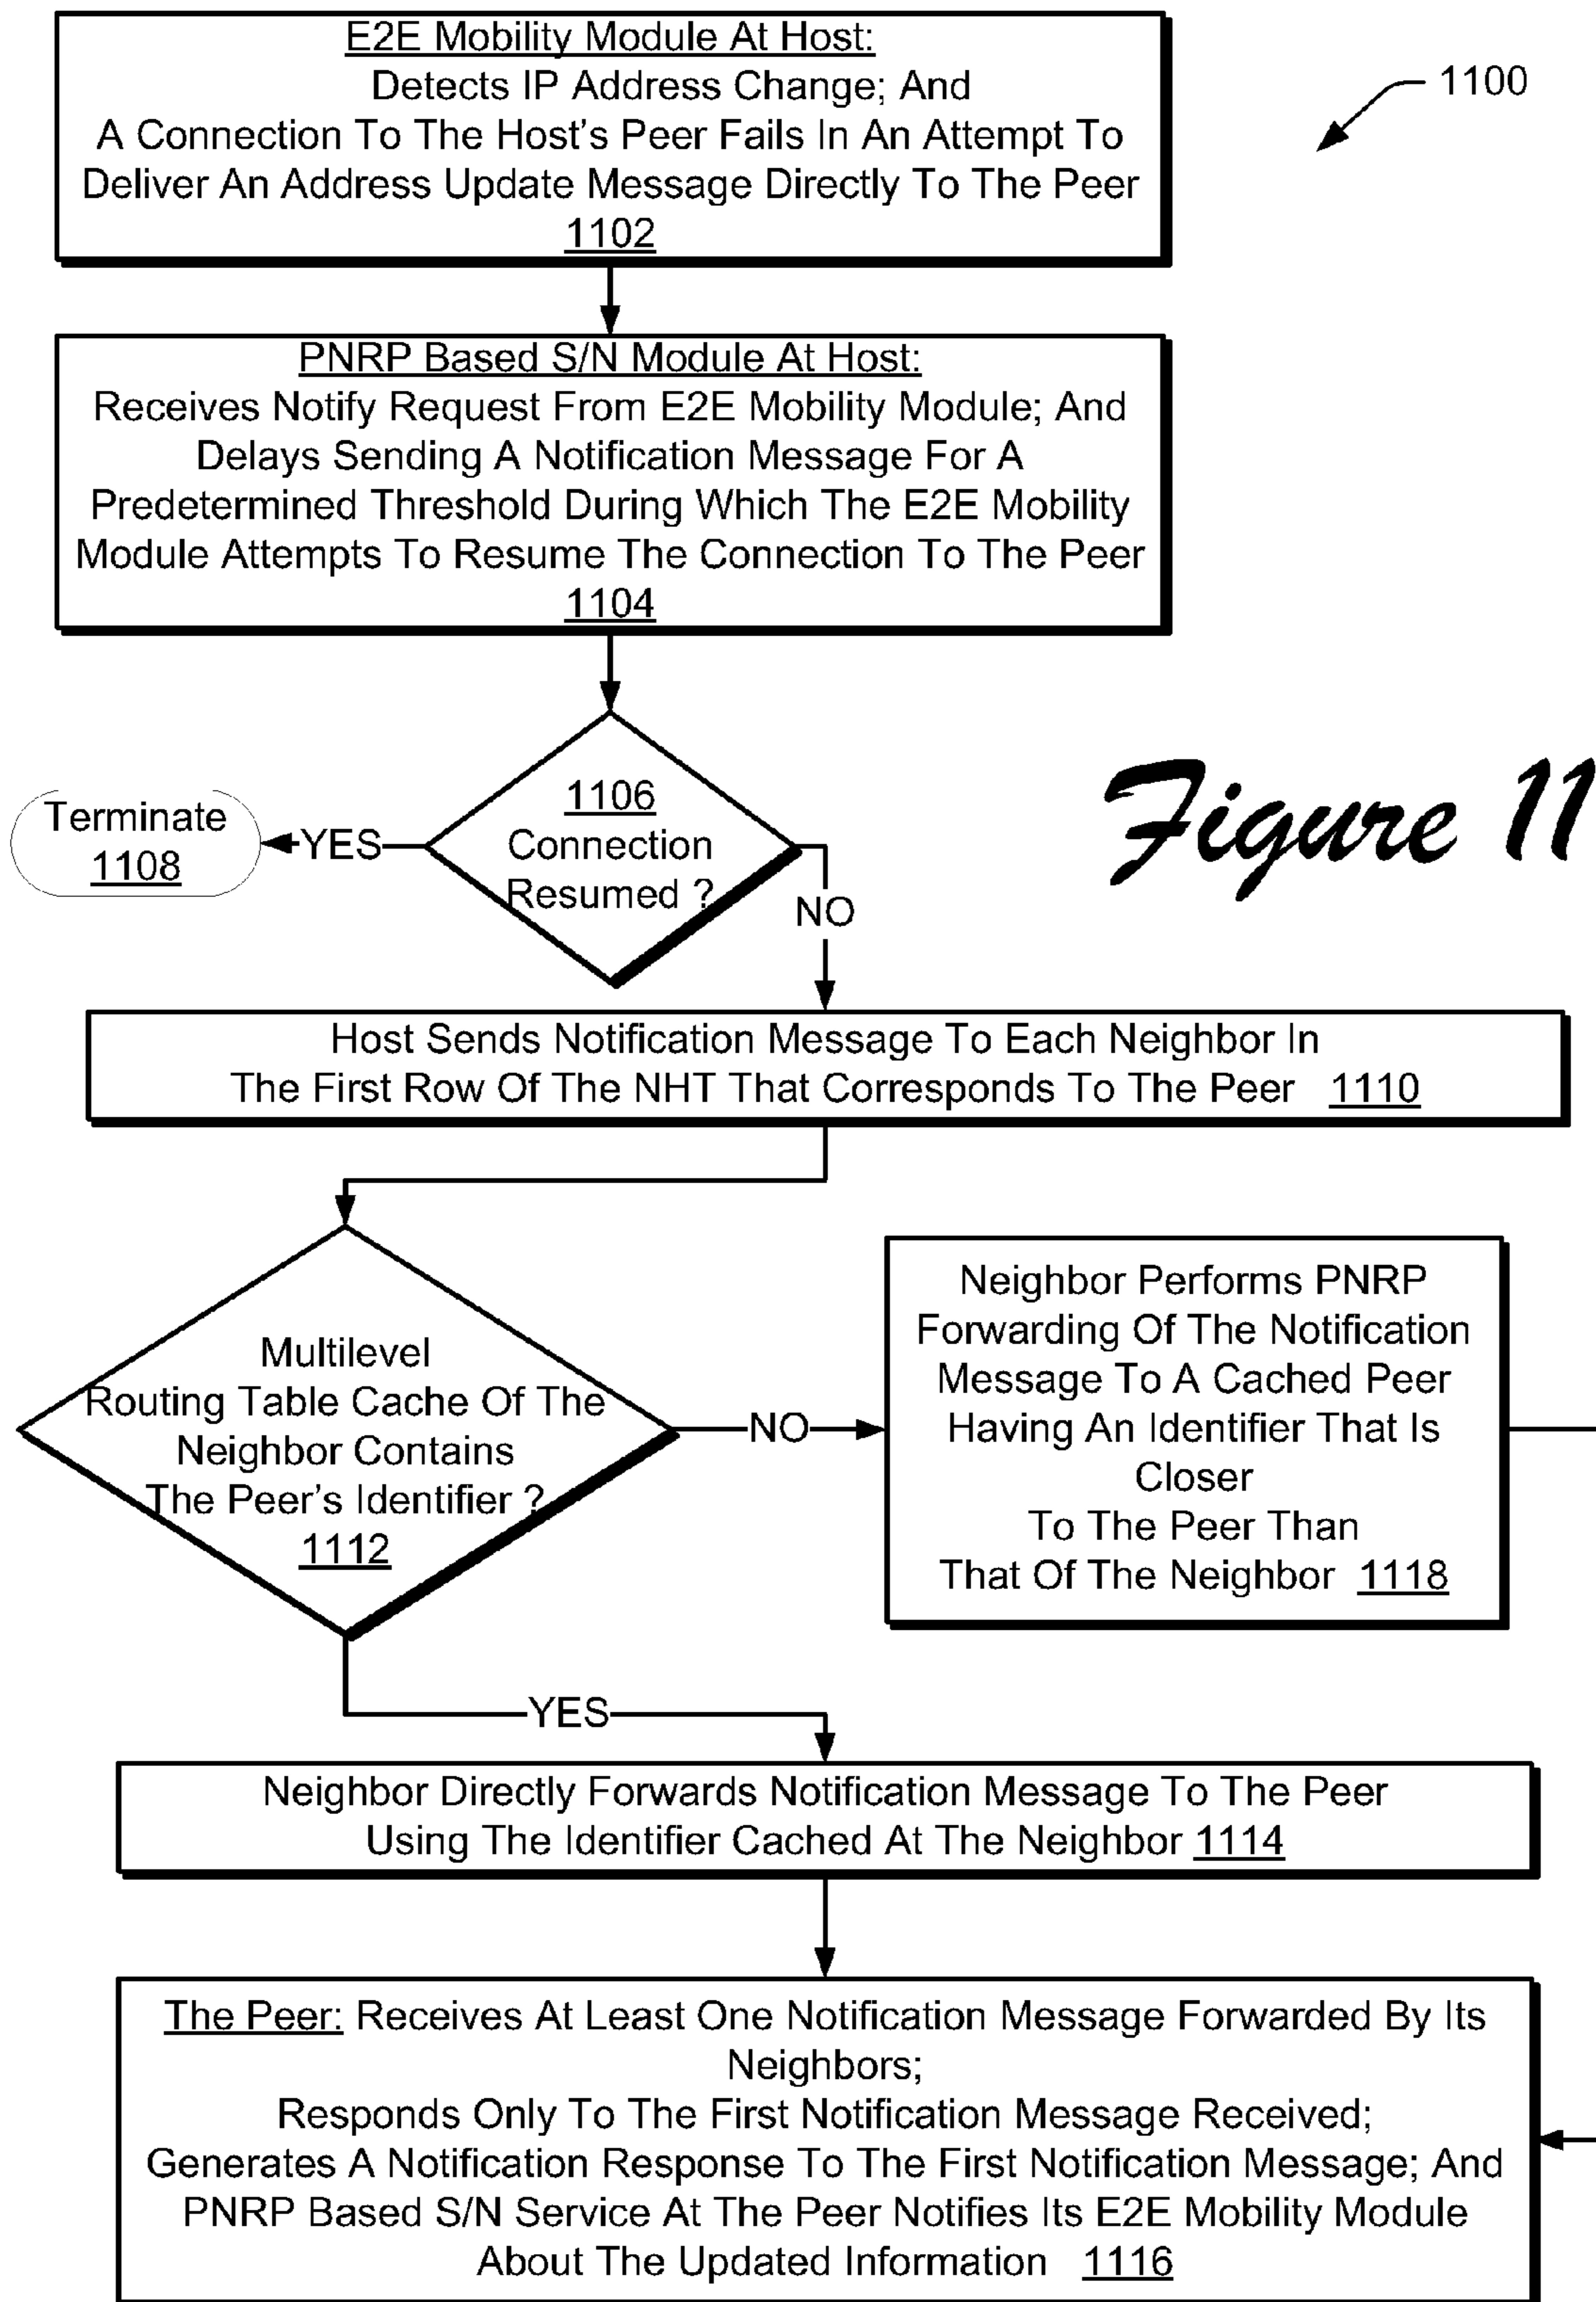 E2E Mobility Module At Host:
Detects IP Address Change; And
A Connection To The Host's Peer Fails In An Attempt To
Deliver An Address Update Message Directly To The Peer
1102
1100
PNRP Based S/N Module At Host:
Receives Notify Request From E2E Mobility Module; And
Delays Sending A Notification Message For A
Predetermined Threshold During Which The E2E Mobility
Module Attempts To Resume The Connection To The Peer
1104
1106
Connection
Resumed ?
YES
Terminate
1108
NO
Figure 11
Host Sends Notification Message To Each Neighbor In
The First Row Of The NHT That Corresponds To The Peer 1110
Multilevel
Routing Table Cache Of The
Neighbor Contains
The Peer's Identifier ?
1112
NO
Neighbor Performs PNRP
Forwarding Of The Notification
Message To A Cached Peer
Having An Identifier That Is
Closer
To The Peer Than
That Of The Neighbor 1118
YES
Neighbor Directly Forwards Notification Message To The Peer
Using The Identifier Cached At The Neighbor 1114
The Peer: Receives At Least One Notification Message Forwarded By Its
Neighbors;
Responds Only To The First Notification Message Received;
Generates A Notification Response To The First Notification Message; And
PNRP Based S/N Service At The Peer Notifies Its E2E Mobility Module
About The Updated Information 1116